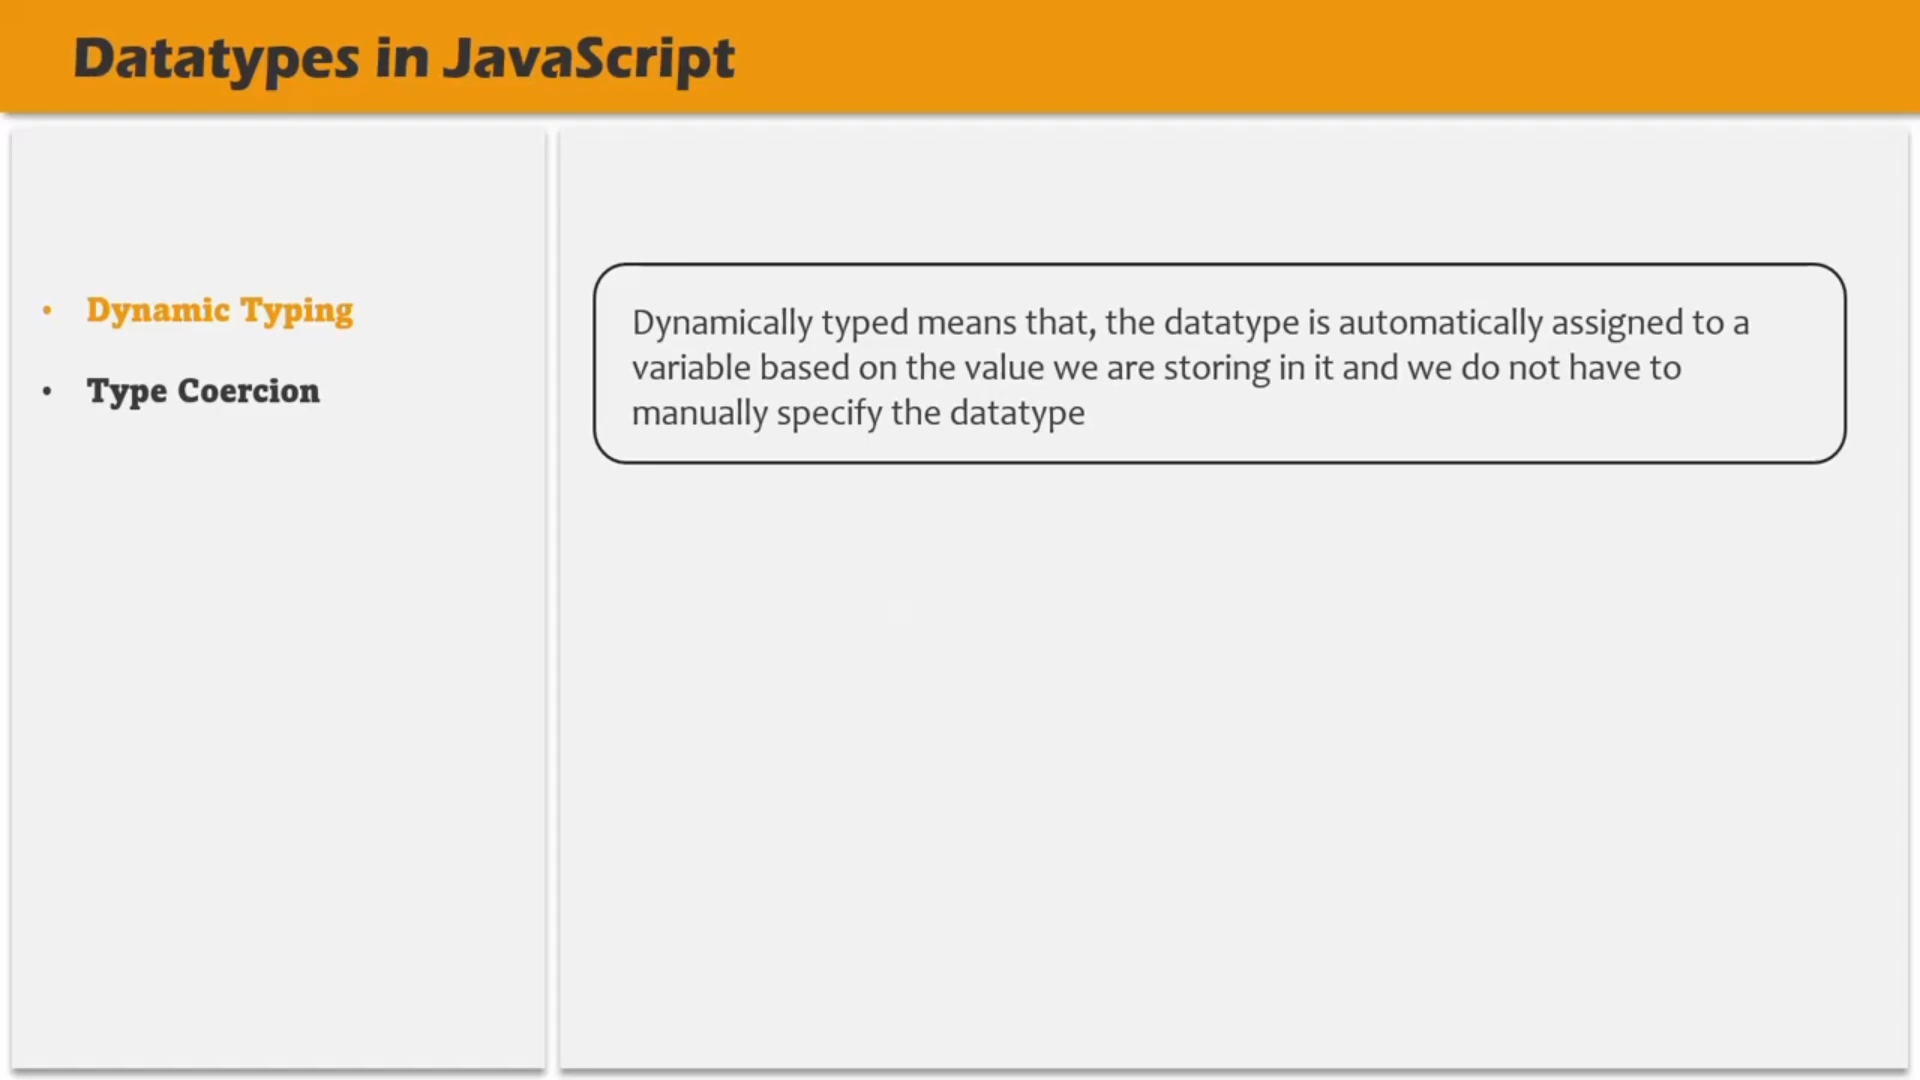 Datatypes in JavaScript
• Dynamic Typing
• Type Coercion
Dynamically typed means that, the datatype is automatically assigned to a
variable based on the value we are storing in it and we do not have to
manually specify the datatype